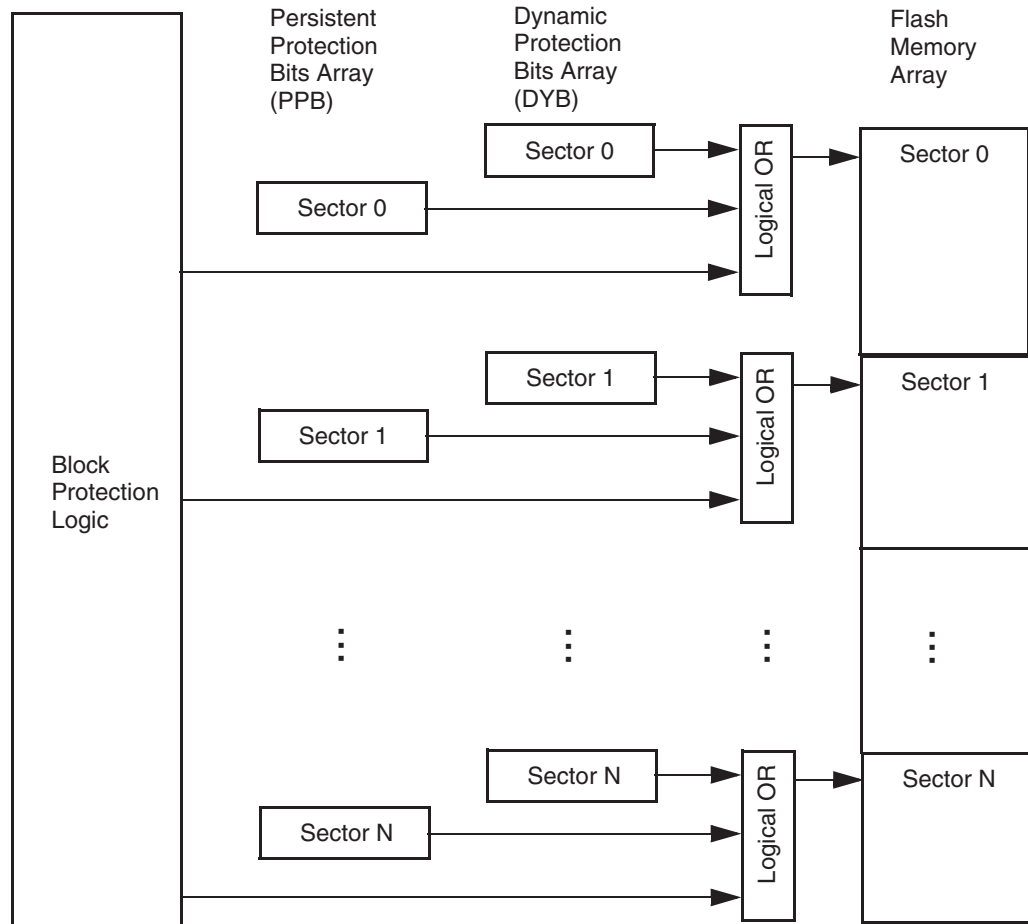 Persistent
Protection
Bits Array
(PPB)
Dynamic
Protection
Bits Array
(DYB)
Flash
Memory
Array
Sector 0
Sector 0
Logical OR
Sector 0
Sector 1
Sector 1
Logical OR
Sector 1
Block
Protection
Logic
...
...
...
...
Sector N
Sector N
Logical OR
Sector N